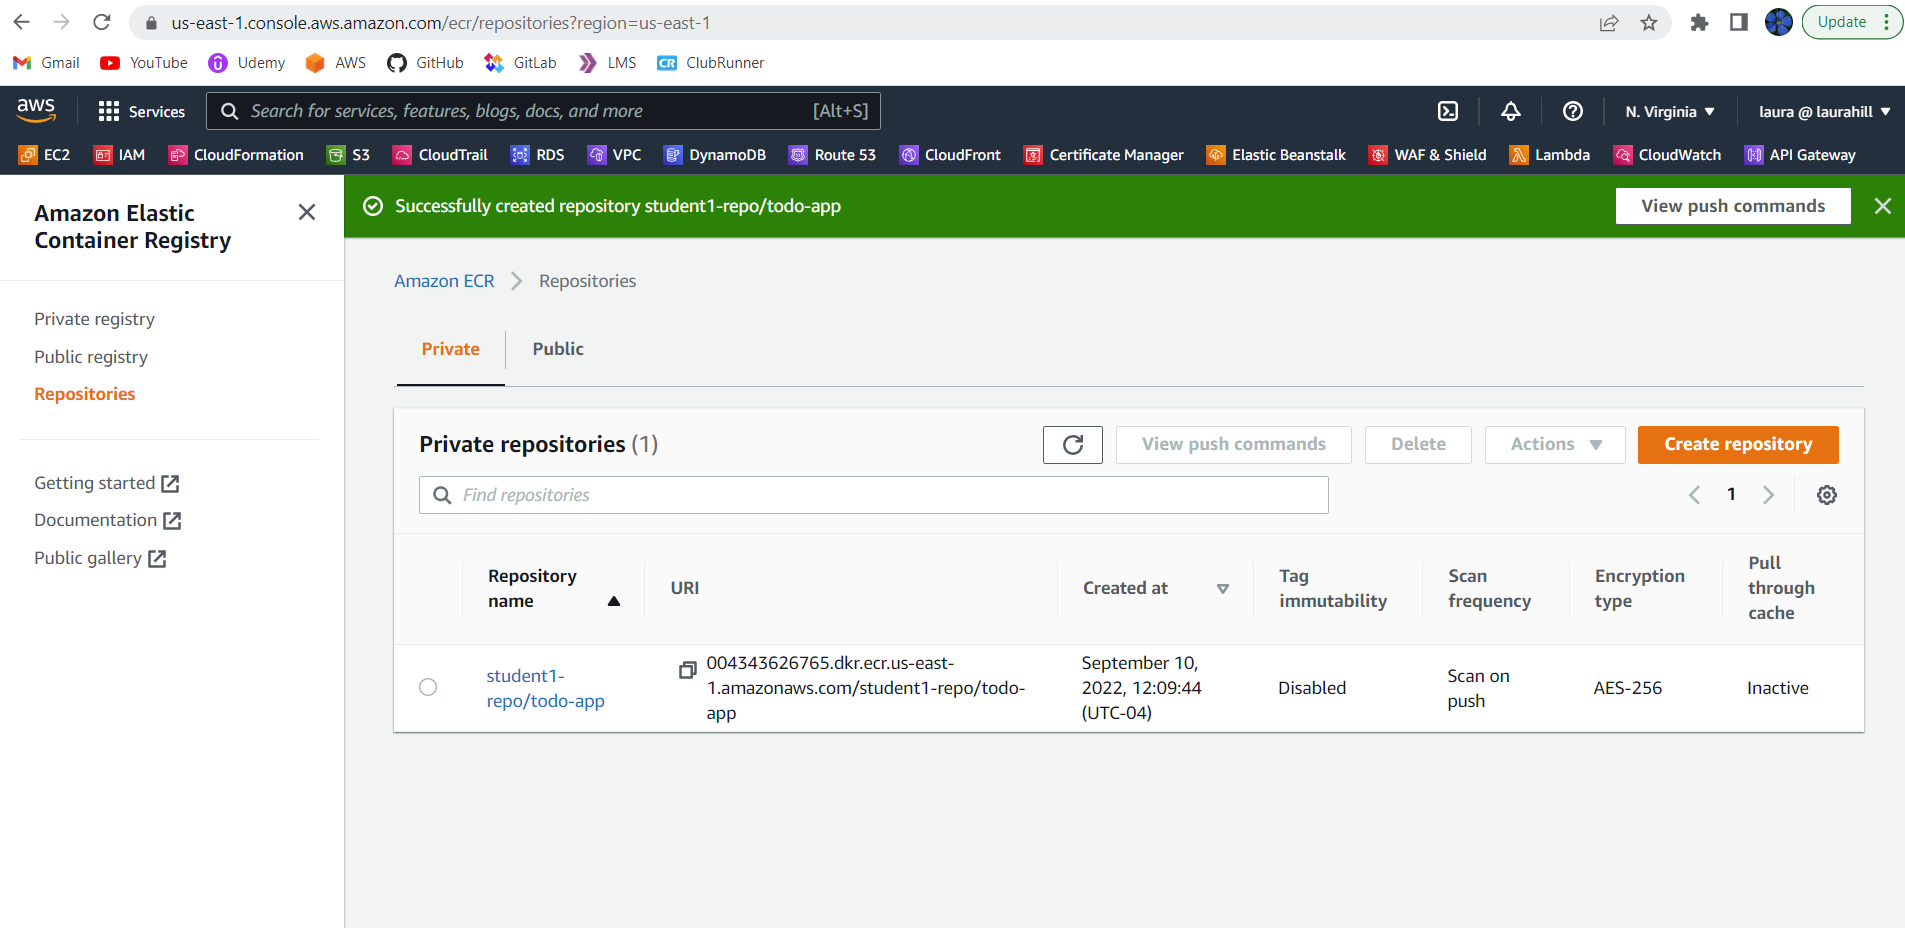 us-east-1.console.aws.amazon.com/ecr/repositories?region=us-east-1
Update
Gmail YouTube Udemy AWS GitHub GitLab LMS CR ClubRunner
aws Services Search for services, features, blogs, docs, and more [Alt+S] N. Virginia laura @ laurahill
EC2 IAM CloudFormation S3 CloudTrail RDS VPC DynamoDB Route 53 CloudFront Certificate Manager Elastic Beanstalk WAF & Shield Lambda CloudWatch API Gateway
Amazon Elastic
Container Registry
Private registry
Public registry
Repositories
Getting started
Documentation
Public gallery
Successfully created repository student1-repo/todo-app View push commands
Amazon ECR Repositories
Private Public
Private repositories (1) View push commands Delete Actions Create repository
Find repositories 1
Repository
name
URI
Created at
Tag
immutability
Scan
frequency
Encryption
type
Pull
through
cache
student1-
repo/todo-app
004343626765.dkr.ecr.us-east-
1.amazonaws.com/student1-repo/todo-
app
September 10,
2022, 12:09:44
(UTC-04)
Disabled
Scan on
push
AES-256
Inactive